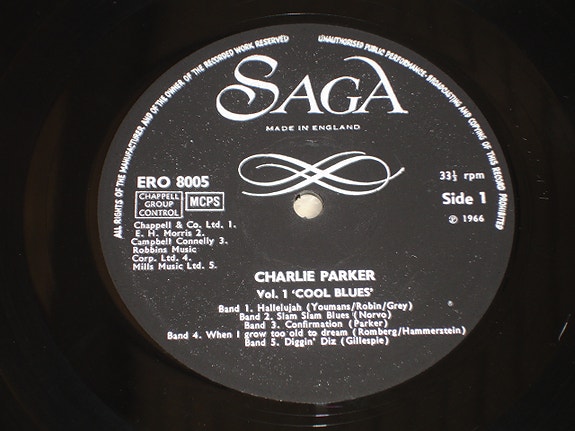 ALL RIGHTS OF THE MANUFACTURER, AND OF THE OWNER OF THE RECORDED WORK RESERVED
UNAUTHORISED PUBLIC PERFORMANCE, BROADCASTING AND COPYING OF THIS RECORD PROHIBITED
SAGA
MADE IN ENGLAND
ERO 8005
33⅓ rpm
CHAPPELL
GROUP
CONTROL
MCPS
Side 1
℗ 1966
Chappell & Co. Ltd. 1.
E. H. Morris 2.
Campbell Connelly 3.
Robbins Music
Corp. Ltd. 4.
Mills Music Ltd. 5.
CHARLIE PARKER
Vol. 1 'COOL BLUES'
Band 1. Hallelujah (Youmans/Robin/Grey)
Band 2. Slam Slam Blues (Norvo)
Band 3. Confirmation (Parker)
Band 4. When I grow too old to dream (Romberg/Hammerstein)
Band 5. Diggin' Diz (Gillespie)